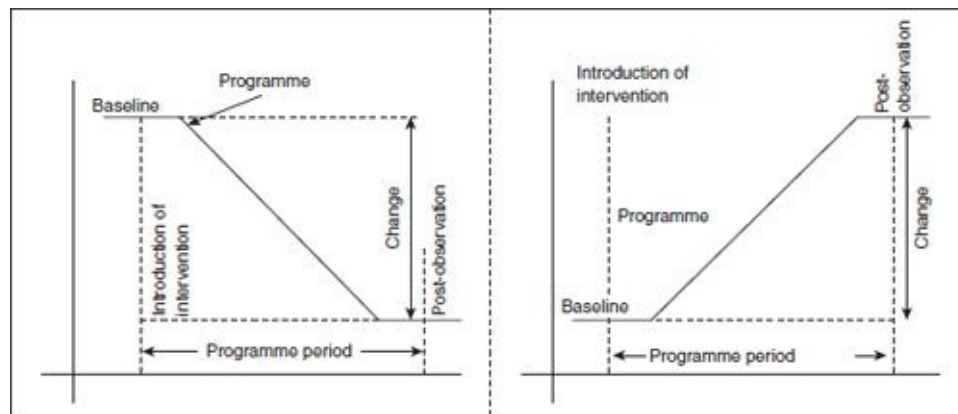 Programme
Baseline
Introduction of
intervention
Change
Post-observation
Programme period
Introduction of
intervention
Post-
observation
Programme
Change
Baseline
Programme period